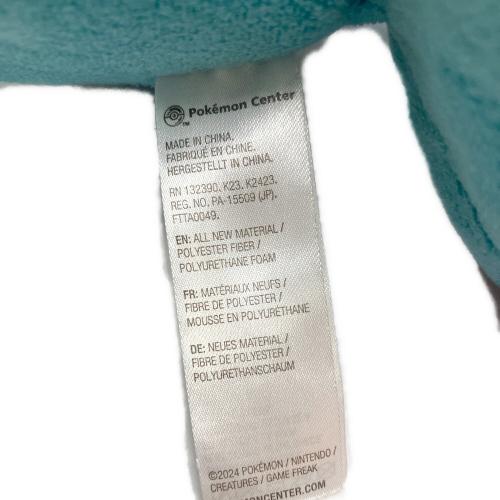 Pokémon Center
TM
MADE IN CHINA.
FABRIQUÉ EN CHINE.
HERGESTELLT IN CHINA.
RN 132390, K23, K2423,
REG. NO. PA-15509 (JP),
FTTA0049.
EN: ALL NEW MATERIAL /
POLYESTER FIBER /
POLYURETHANE FOAM
FR: MATÉRIAUX NEUFS /
FIBRE DE POLYESTER /
MOUSSE EN POLYURÉTHANE
DE: NEUES MATERIAL /
FIBRE DE POLYESTER /
POLYURETHANSCHAUM
©2024 POKÉMON / NINTENDO /
CREATURES / GAME FREAK